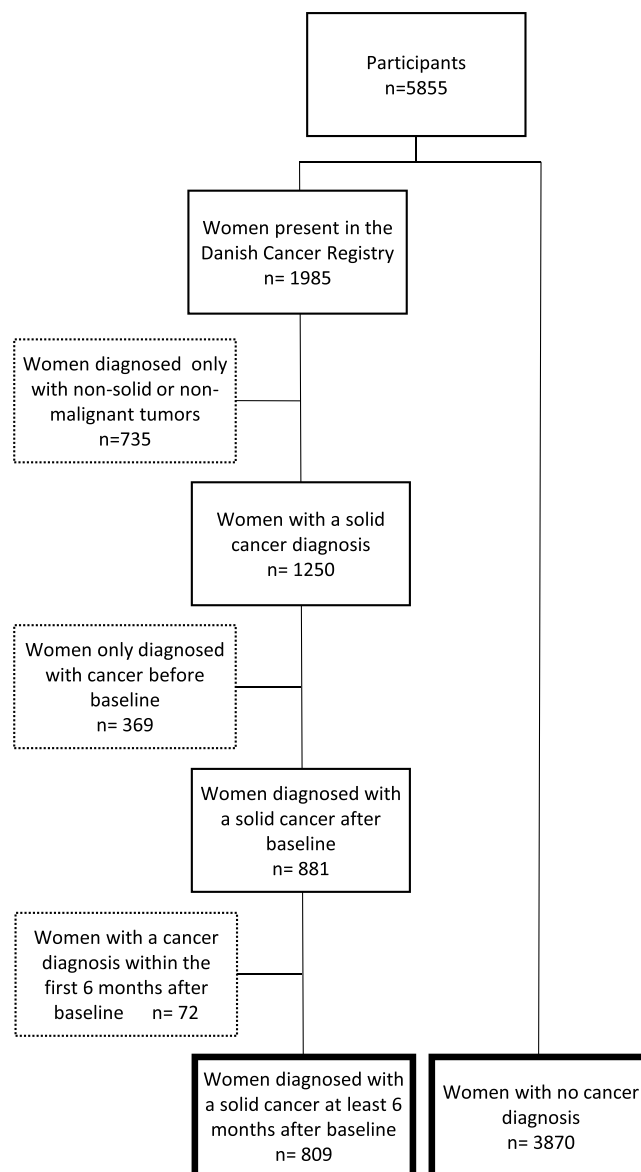 Participants
n=5855
Women present in the
Danish Cancer Registry
n= 1985
Women diagnosed only
with non-solid or non-
malignant tumors
n=735
Women with a solid
cancer diagnosis
n= 1250
Women only diagnosed
with cancer before
baseline
n= 369
Women diagnosed with
a solid cancer after
baseline
n= 881
Women with a cancer
diagnosis within the
first 6 months after
baseline n= 72
Women diagnosed with
a solid cancer at least 6
months after baseline
n= 809
Women with no cancer
diagnosis
n= 3870